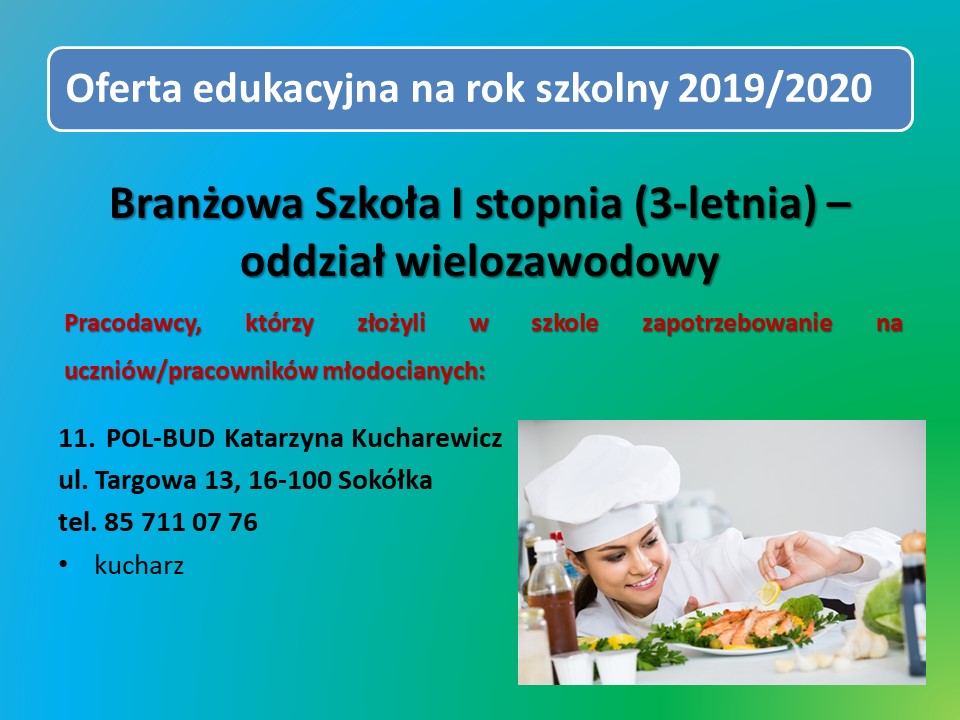 Oferta edukacyjna na rok szkolny 2019/2020
Branżowa Szkoła I stopnia (3-letnia) –
oddział wielozawodowy
Pracodawcy, którzy złożyli w szkole zapotrzebowanie na
uczniów/pracowników młodocianych:
11. POL-BUD Katarzyna Kucharewicz
ul. Targowa 13, 16-100 Sokółka
tel. 85 711 07 76
• kucharz